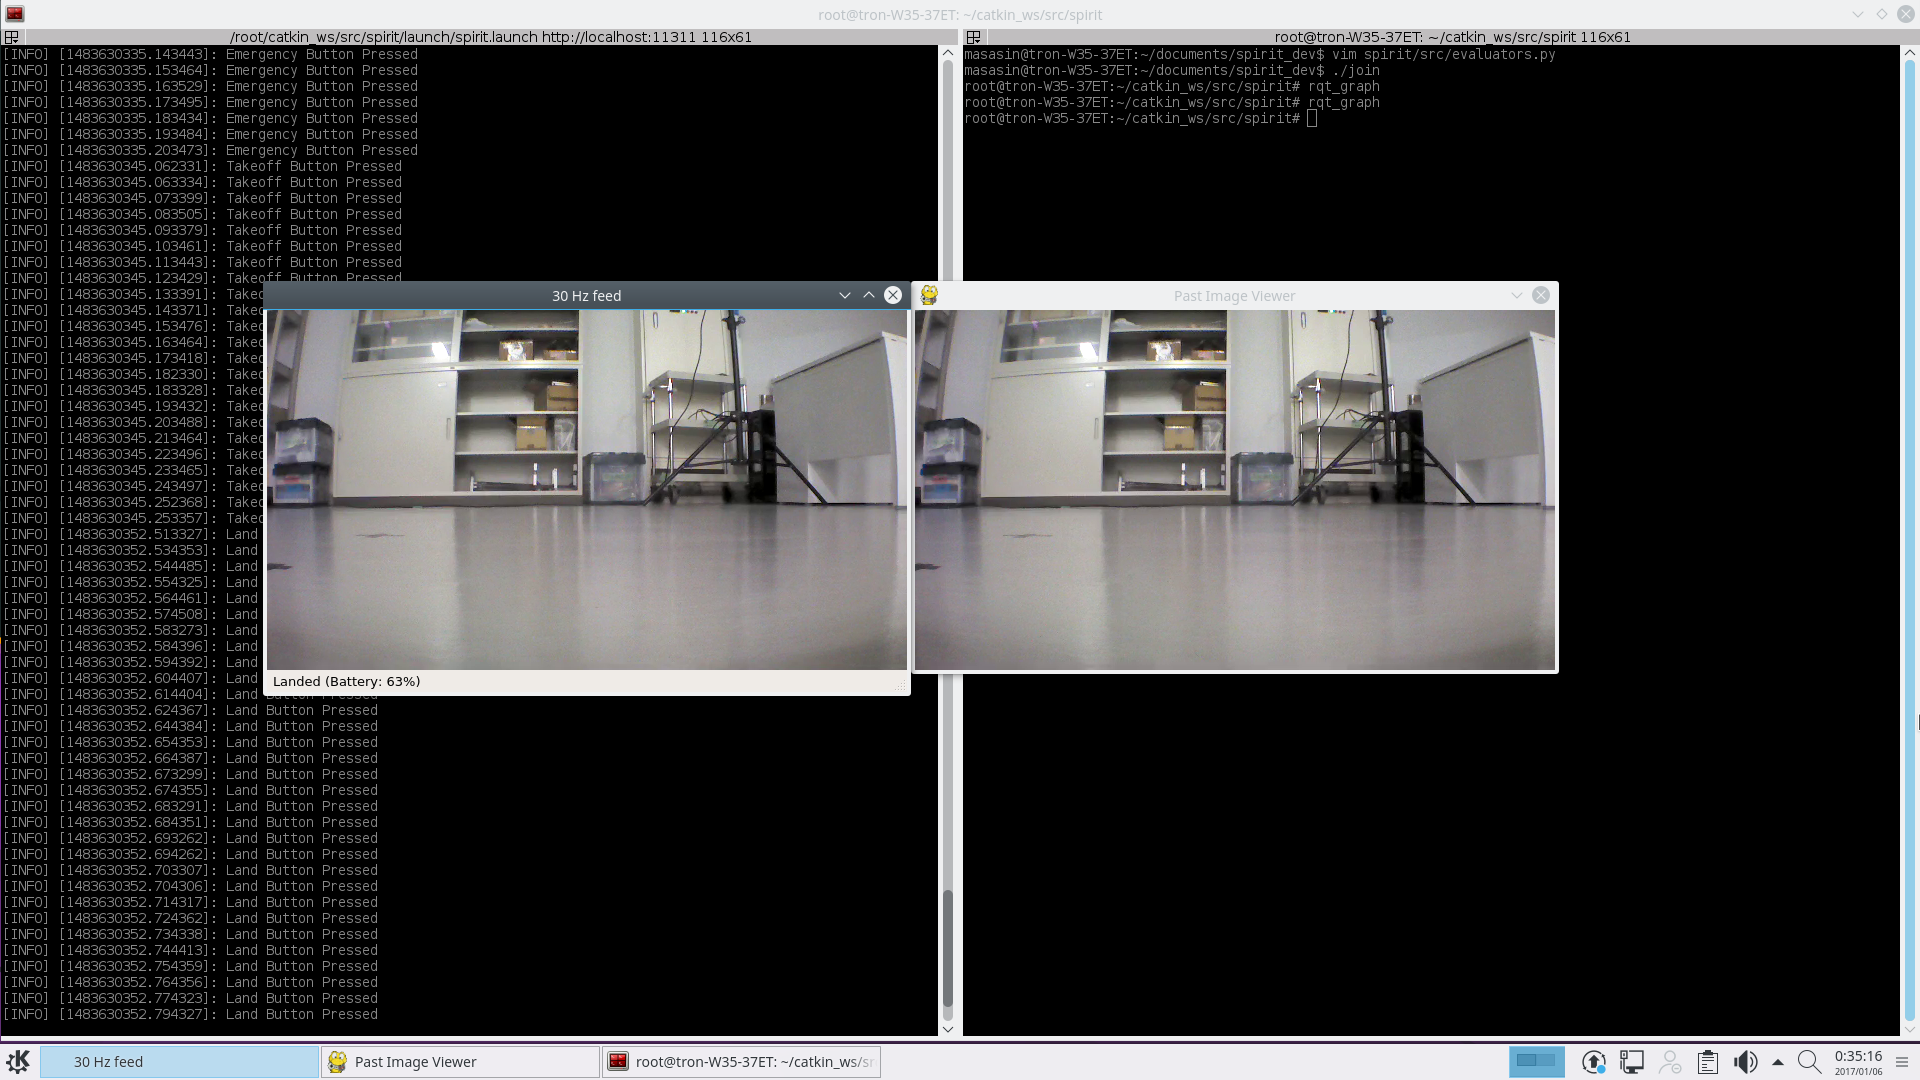 root@tron-W35-37ET: ~/catkin_ws/src/spirit
/root/catkin_ws/src/spirit/launch/spirit.launch http://localhost:11311 116x61
[INFO] [1483630335.143443]: Emergency Button Pressed
[INFO] [1483630335.153464]: Emergency Button Pressed
[INFO] [1483630335.163529]: Emergency Button Pressed
[INFO] [1483630335.173495]: Emergency Button Pressed
[INFO] [1483630335.183434]: Emergency Button Pressed
[INFO] [1483630335.193484]: Emergency Button Pressed
[INFO] [1483630335.203473]: Emergency Button Pressed
[INFO] [1483630345.062331]: Takeoff Button Pressed
[INFO] [1483630345.063334]: Takeoff Button Pressed
[INFO] [1483630345.073399]: Takeoff Button Pressed
[INFO] [1483630345.083505]: Takeoff Button Pressed
[INFO] [1483630345.093379]: Takeoff Button Pressed
[INFO] [1483630345.103461]: Takeoff Button Pressed
[INFO] [1483630345.113443]: Takeoff Button Pressed
[INFO] [1483630345.123429]: Takeoff Button Pressed
[INFO] [1483630345.133391]: Takeo
[INFO] [1483630345.143371]: Takeo
[INFO] [1483630345.153476]: Takeo
[INFO] [1483630345.163464]: Takeo
[INFO] [1483630345.173418]: Takeo
[INFO] [1483630345.182330]: Takeo
[INFO] [1483630345.183328]: Takeo
[INFO] [1483630345.193432]: Takeo
[INFO] [1483630345.203488]: Takeo
[INFO] [1483630345.213464]: Takeo
[INFO] [1483630345.223496]: Takeo
[INFO] [1483630345.233465]: Takeo
[INFO] [1483630345.243497]: Takeo
[INFO] [1483630345.252368]: Takeo
[INFO] [1483630345.253357]: Takeo
[INFO] [1483630352.513327]: Land
[INFO] [1483630352.534353]: Land
[INFO] [1483630352.544485]: Land
[INFO] [1483630352.554325]: Land
[INFO] [1483630352.564461]: Land
[INFO] [1483630352.574508]: Land
[INFO] [1483630352.583273]: Land
[INFO] [1483630352.584396]: Land
[INFO] [1483630352.594392]: Land
[INFO] [1483630352.604407]: Land
[INFO] [1483630352.614404]: Land Button Pressed
[INFO] [1483630352.624367]: Land Button Pressed
[INFO] [1483630352.644384]: Land Button Pressed
[INFO] [1483630352.654353]: Land Button Pressed
[INFO] [1483630352.664387]: Land Button Pressed
[INFO] [1483630352.673299]: Land Button Pressed
[INFO] [1483630352.674355]: Land Button Pressed
[INFO] [1483630352.683291]: Land Button Pressed
[INFO] [1483630352.684351]: Land Button Pressed
[INFO] [1483630352.693262]: Land Button Pressed
[INFO] [1483630352.694262]: Land Button Pressed
[INFO] [1483630352.703307]: Land Button Pressed
[INFO] [1483630352.704306]: Land Button Pressed
[INFO] [1483630352.714317]: Land Button Pressed
[INFO] [1483630352.724362]: Land Button Pressed
[INFO] [1483630352.734338]: Land Button Pressed
[INFO] [1483630352.744413]: Land Button Pressed
[INFO] [1483630352.754359]: Land Button Pressed
[INFO] [1483630352.764356]: Land Button Pressed
[INFO] [1483630352.774323]: Land Button Pressed
[INFO] [1483630352.794327]: Land Button Pressed
root@tron-W35-37ET: ~/catkin_ws/src/spirit 116x61
masasin@tron-W35-37ET:~/documents/spirit_dev$ vim spirit/src/evaluators.py
masasin@tron-W35-37ET:~/documents/spirit_dev$ ./join
root@tron-W35-37ET:~/catkin_ws/src/spirit# rqt_graph
root@tron-W35-37ET:~/catkin_ws/src/spirit# rqt_graph
root@tron-W35-37ET:~/catkin_ws/src/spirit#
30 Hz feed
Landed (Battery: 63%)
Past Image Viewer
30 Hz feed
Past Image Viewer
root@tron-W35-37ET: ~/catkin_ws/sr
0:35:16
2017/01/06